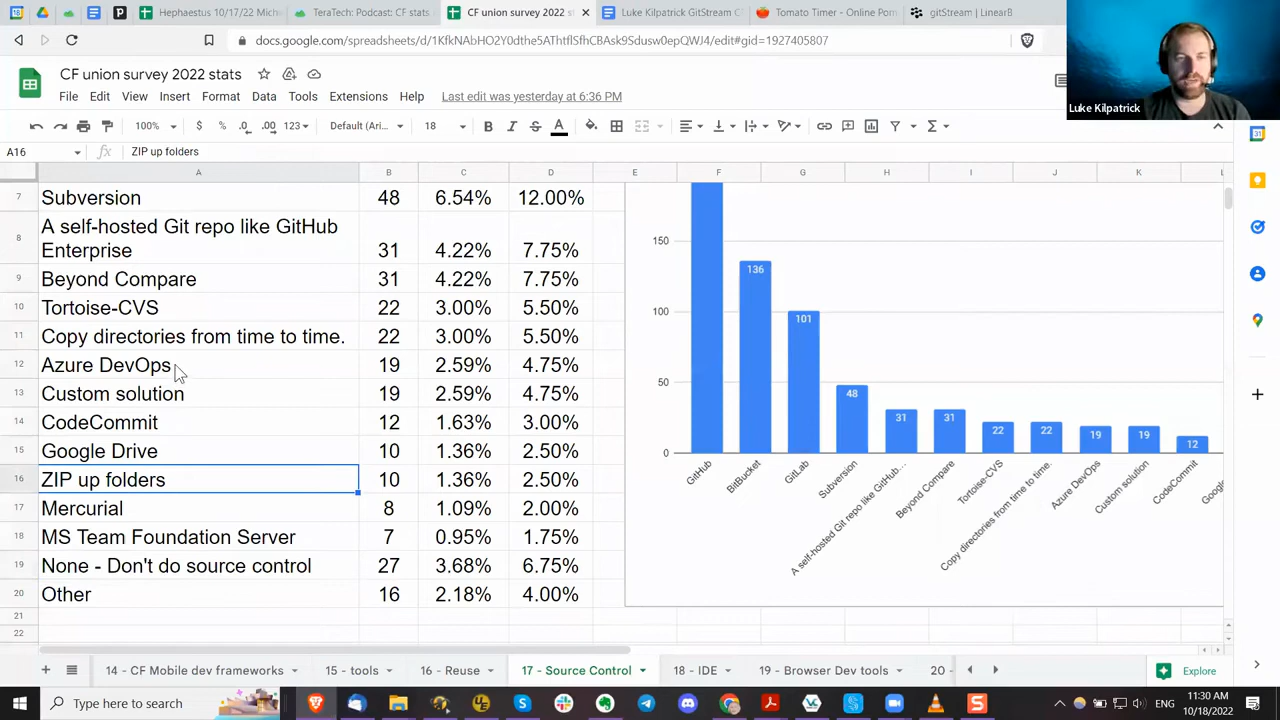 Hephaestus 10/17/22 Mich
TeraTech: Podcast: CF stats
CF union survey 2022 s
Luke Kilpatrick GitStream C
Tomato Timer - Online Pom
gitStream | LinearB
docs.google.com/spreadsheets/d/1KfkNAbHO2Y0dthe5AThtflSfhCBAsk9Sdusw0epQWJ4/edit#gid=1927405807
CF union survey 2022 stats
File Edit View Insert Format Data Tools Extensions Help Last edit was yesterday at 6:36 PM
Luke Kilpatrick
100% $ % .0 .00 123 Default (Ari... 18 B I S A
A16 fx ZIP up folders
A B C D E F G H I J K L
7 Subversion 48 6.54% 12.00%
8 A self-hosted Git repo like GitHub
Enterprise 31 4.22% 7.75%
9 Beyond Compare 31 4.22% 7.75%
10 Tortoise-CVS 22 3.00% 5.50%
11 Copy directories from time to time. 22 3.00% 5.50%
12 Azure DevOps 19 2.59% 4.75%
13 Custom solution 19 2.59% 4.75%
14 CodeCommit 12 1.63% 3.00%
15 Google Drive 10 1.36% 2.50%
16 ZIP up folders 10 1.36% 2.50%
17 Mercurial 8 1.09% 2.00%
18 MS Team Foundation Server 7 0.95% 1.75%
19 None - Don't do source control 27 3.68% 6.75%
20 Other 16 2.18% 4.00%
21
22
150
100
50
0
136
101
48
31
31
22
22
19
19
12
GitHub
BitBucket
GitLab
Subversion
A self-hosted Git repo like GitHub...
Beyond Compare
Tortoise-CVS
Copy directories from time to time.
Azure DevOps
Custom solution
CodeCommit
Googl
14 - CF Mobile dev frameworks 15 - tools 16 - Reuse 17 - Source Control 18 - IDE 19 - Browser Dev tools 20 - Explore
Type here to search
ENG
11:30 AM
10/18/2022